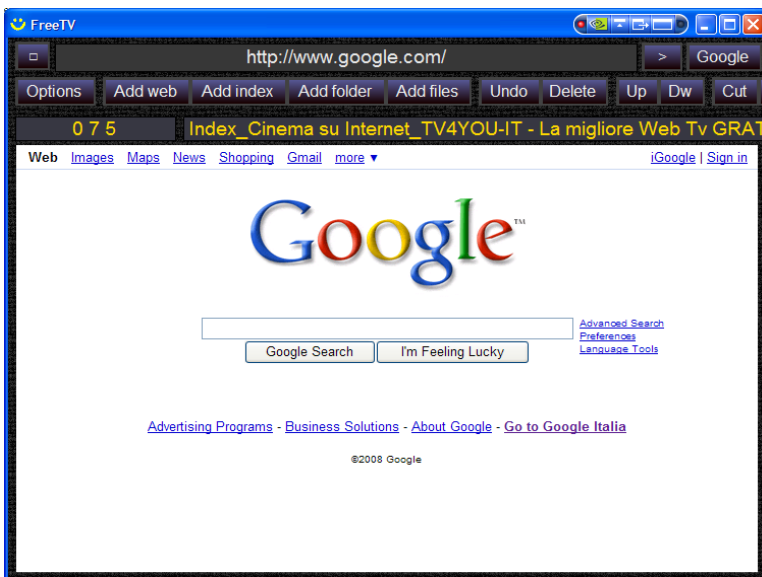 FreeTV
http://www.google.com/ > Google
Options Add web Add index Add folder Add files Undo Delete Up Dw Cut
0 7 5 Index_Cinema su Internet_TV4YOU-IT - La migliore Web Tv GRAT
Web Images Maps News Shopping Gmail more ▼ iGoogle | Sign in
Google™
Advanced Search
Preferences
Language Tools
Google Search I'm Feeling Lucky
Advertising Programs - Business Solutions - About Google - Go to Google Italia
©2008 Google